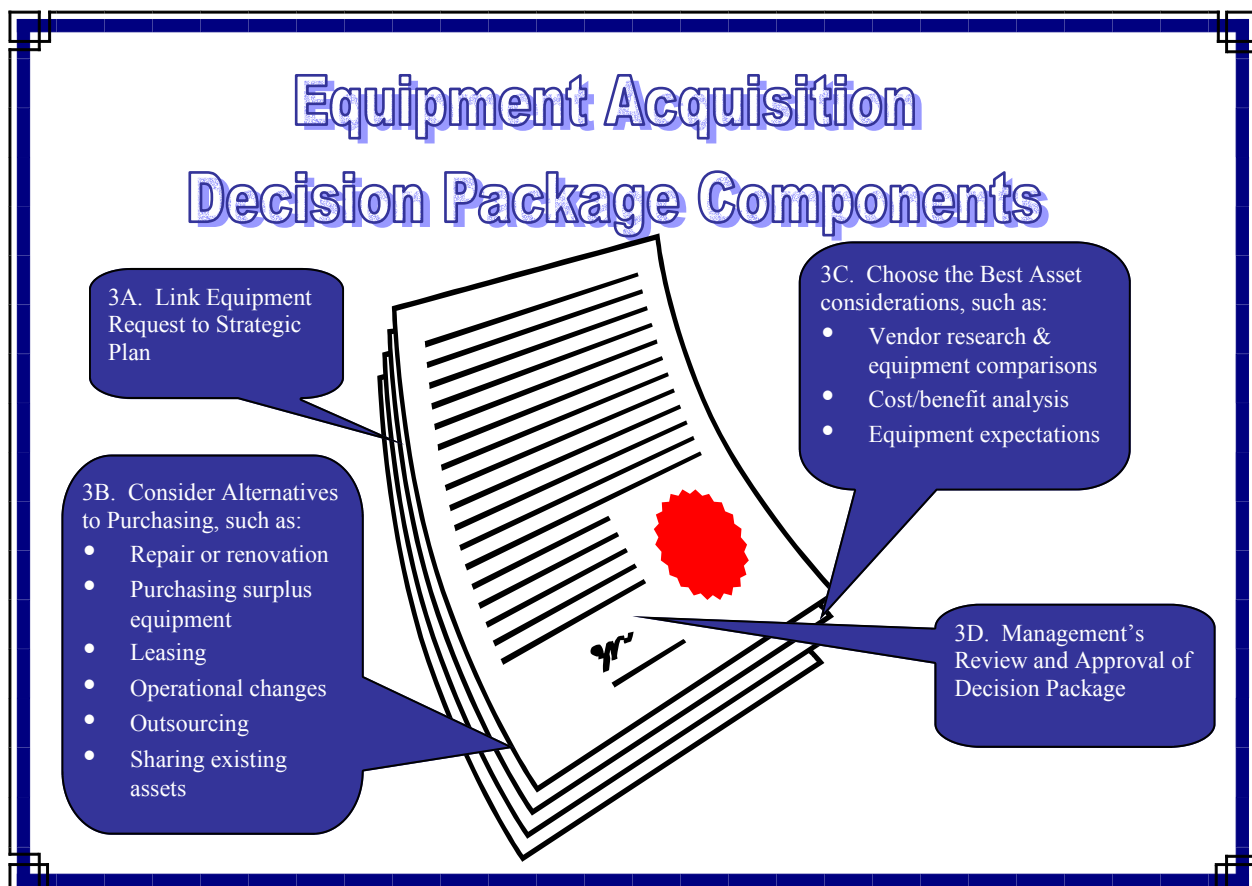 Equipment Acquisition
Decision Package Components
3A. Link Equipment
Request to Strategic
Plan
3B. Consider Alternatives
to Purchasing, such as:
• Repair or renovation
• Purchasing surplus
equipment
• Leasing
• Operational changes
• Outsourcing
• Sharing existing
assets
3C. Choose the Best Asset
considerations, such as:
• Vendor research &
equipment comparisons
• Cost/benefit analysis
• Equipment expectations
3D. Management’s
Review and Approval of
Decision Package